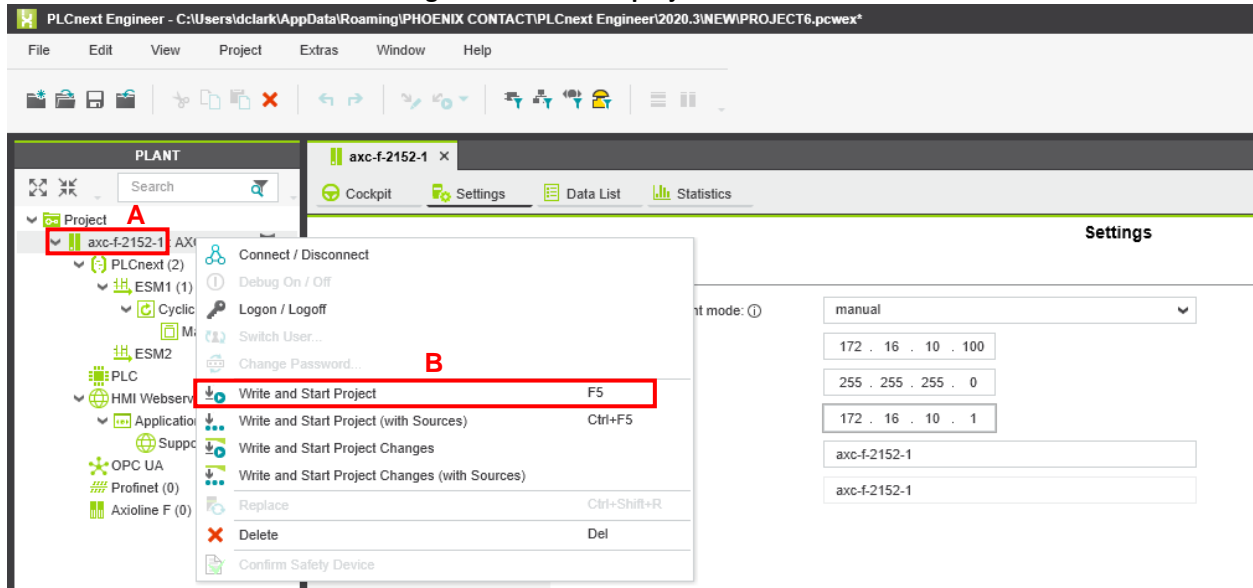 PLCnext Engineer - C:\Users\dclark\AppData\Roaming\PHOENIX CONTACT\PLCnext Engineer\2020.3\NEW\PROJECT6.pcwex*
File Edit View Project Extras Window Help
PLANT
axc-f-2152-1 ×
Search
Cockpit Settings Data List Statistics
Project A
Settings
axc-f-2152-1 : AXC
PLCnext (2)
ESM1 (1)
Cyclic
ESM2
PLC
HMI Webserv
Application
Suppo
OPC UA
Profinet (0)
Axioline F (0)
Connect / Disconnect
Debug On / Off
Logon / Logoff
Switch User...
Change Password...
B
Write and Start Project F5
Write and Start Project (with Sources) Ctrl+F5
Write and Start Project Changes
Write and Start Project Changes (with Sources)
Replace Ctrl+Shift+R
Delete Del
Confirm Safety Device
nt mode: manual
172 . 16 . 10 . 100
255 . 255 . 255 . 0
172 . 16 . 10 . 1
axc-f-2152-1
axc-f-2152-1